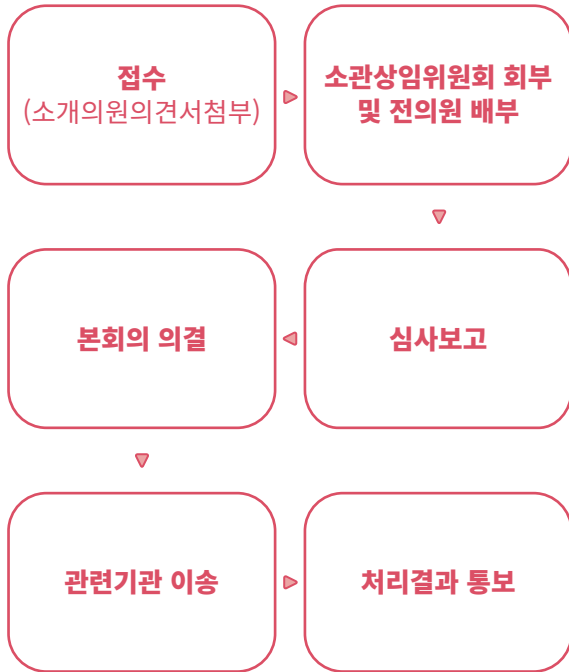 접수
(소개의원의견서첨부)
소관상임위원회 회부
및 전의원 배부
심사보고
본회의 의결
관련기관 이송
처리결과 통보